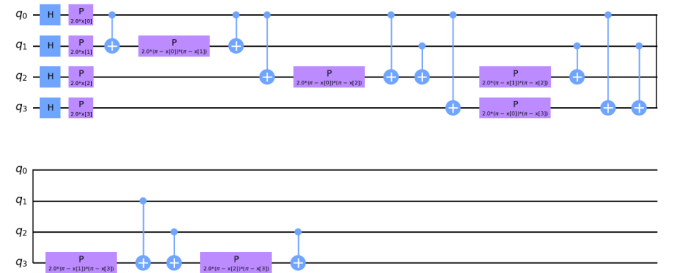 q₀ H P 2.0*x[0]
q₁ H P 2.0*x[1] P 2.0*(π − x[0])*(π − x[1])
q₂ H P 2.0*x[2] P 2.0*(π − x[0])*(π − x[2]) P 2.0*(π − x[1])*(π − x[2])
q₃ H P 2.0*x[3] P 2.0*(π − x[0])*(π − x[3])
q₀
q₁
q₂
q₃ P 2.0*(π − x[1])*(π − x[3]) P 2.0*(π − x[2])*(π − x[3])